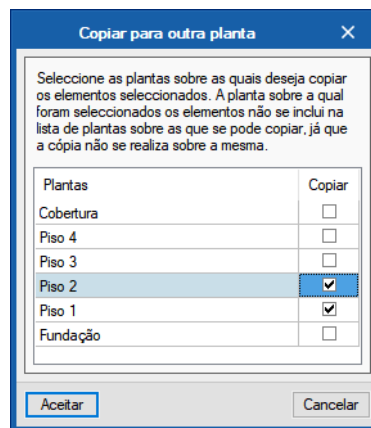 Copiar para outra planta
Seleccione as plantas sobre as quais deseja copiar
os elementos seleccionados. A planta sobre a qual
foram seleccionados os elementos não se inclui na
lista de plantas sobre as que se pode copiar, já que
a cópia não se realiza sobre a mesma.
Plantas Copiar
Cobertura
Piso 4
Piso 3
Piso 2
Piso 1
Fundação
Aceitar Cancelar